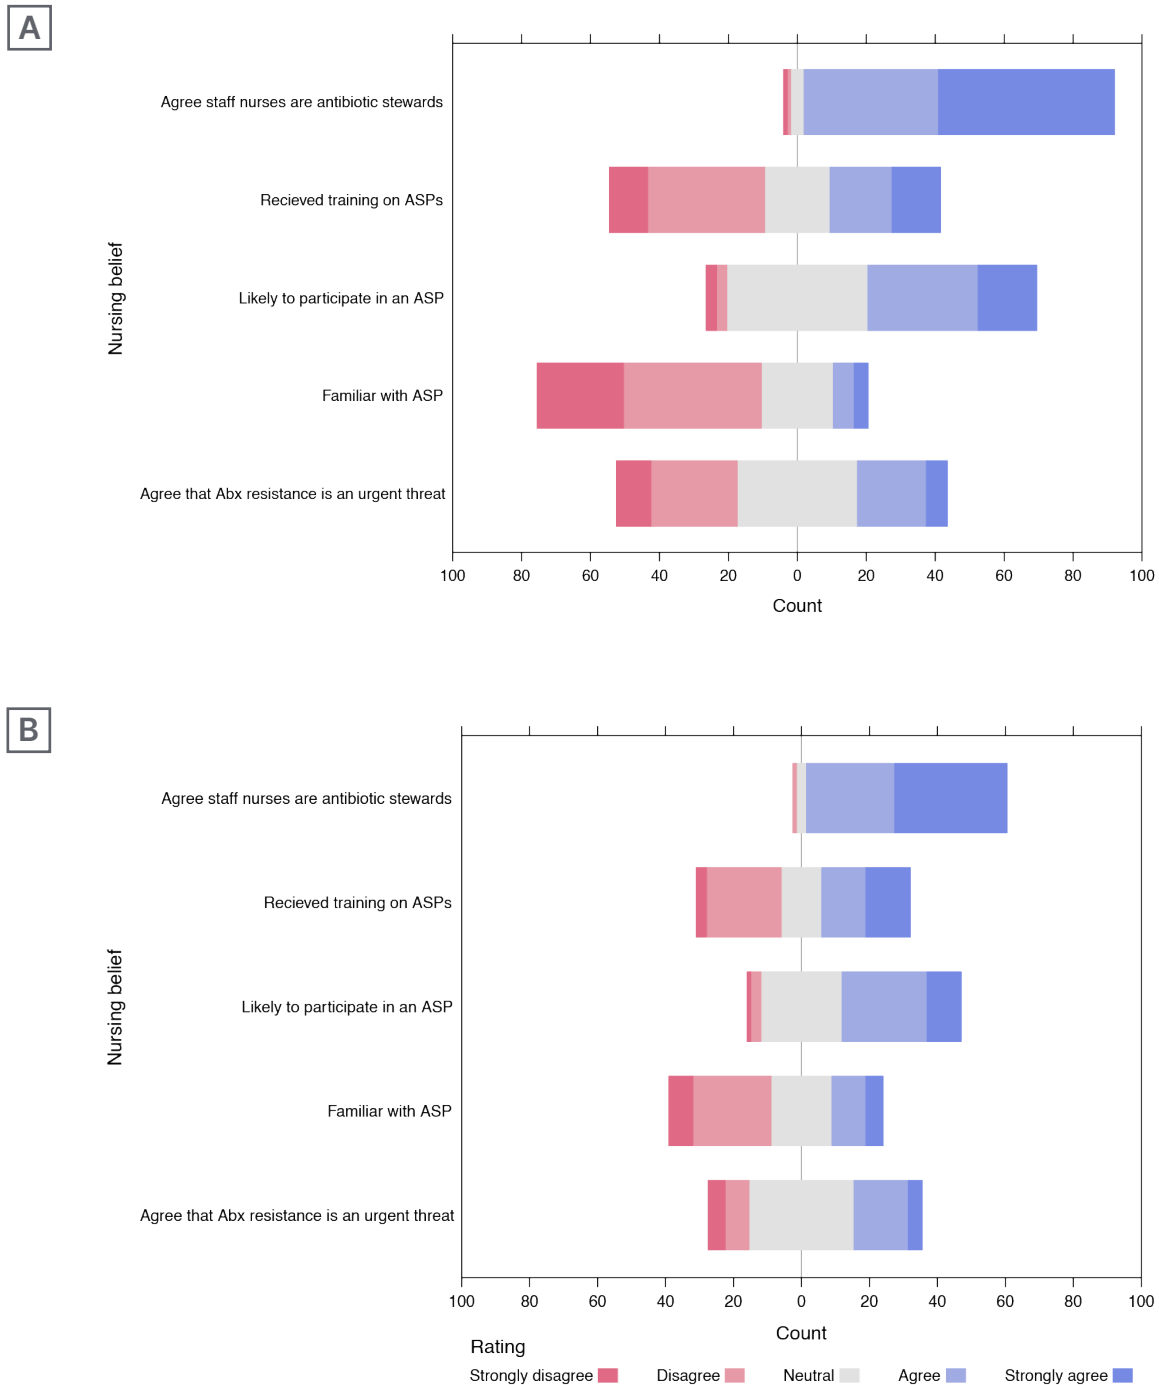 A
Agree staff nurses are antibiotic stewards
Recieved training on ASPs
Likely to participate in an ASP
Familiar with ASP
Agree that Abx resistance is an urgent threat
Nursing belief
100 80 60 40 20 0 20 40 60 80 100
Count
B
Agree staff nurses are antibiotic stewards
Recieved training on ASPs
Likely to participate in an ASP
Familiar with ASP
Agree that Abx resistance is an urgent threat
Nursing belief
100 80 60 40 20 0 20 40 60 80 100
Count
Rating
Strongly disagree Disagree Neutral Agree Strongly agree